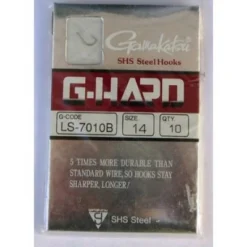 Gamakatsu
SHS Steel Hooks
G-HARD
G-CODE SIZE QTY
LS-7010B 14 10
5 TIMES MORE DURABLE THAN
STANDARD WIRE, SO HOOKS STAY
SHARPER, LONGER!
SHS Steel